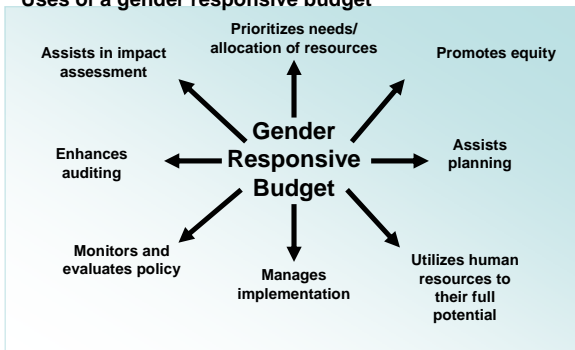 Uses of a gender responsive budget
Prioritizes needs/
allocation of resources
Assists in impact
assessment
Promotes equity
Gender
Responsive
Budget
Enhances
auditing
Assists
planning
Monitors and
evaluates policy
Manages
implementation
Utilizes human
resources to
their full
potential